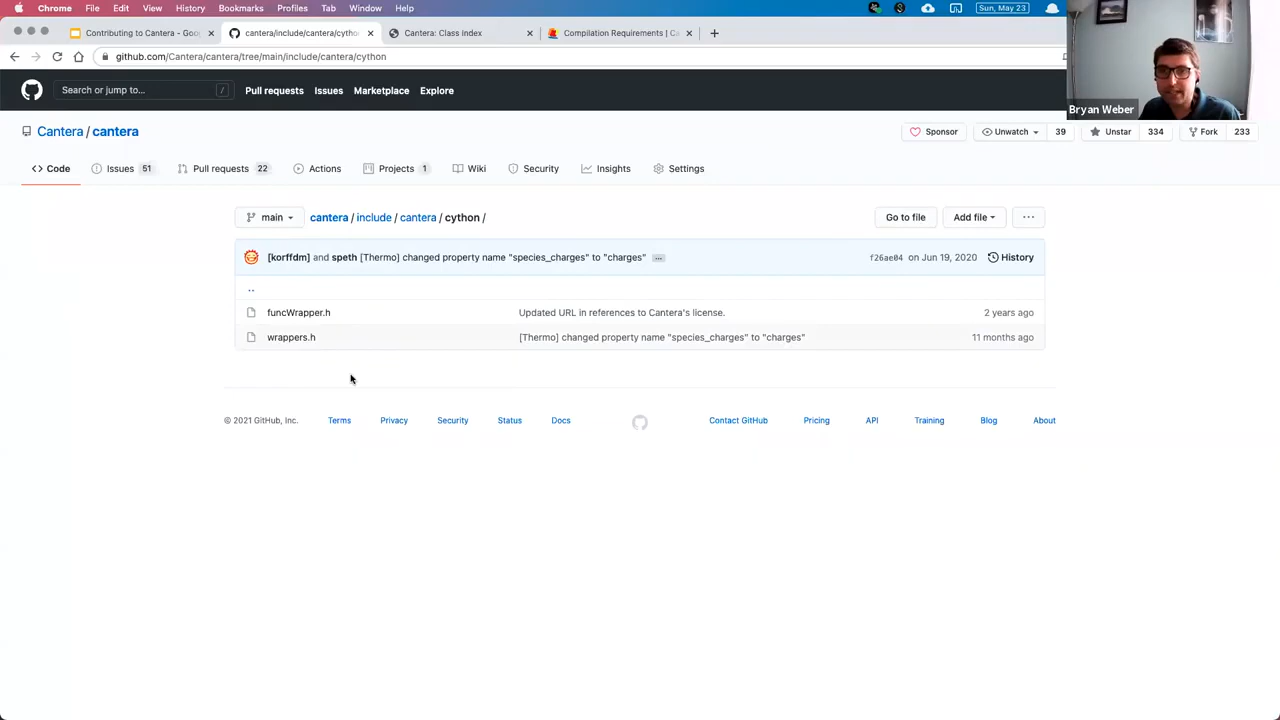 Chrome File Edit View History Bookmarks Profiles Tab Window Help Sun, May 23
Contributing to Cantera - Goo cantera/include/cantera/cytho Cantera: Class Index Compilation Requirements | Ca
github.com/Cantera/cantera/tree/main/include/cantera/cython
Bryan Weber
Search or jump to... / Pull requests Issues Marketplace Explore
Cantera / cantera Sponsor Unwatch 39 Unstar 334 Fork 233
<> Code Issues 51 Pull requests 22 Actions Projects 1 Wiki Security Insights Settings
main cantera / include / cantera / cython / Go to file Add file ...
[korffdm] and speth [Thermo] changed property name "species_charges" to "charges" ... f26ae04 on Jun 19, 2020 History
..
funcWrapper.h Updated URL in references to Cantera's license. 2 years ago
wrappers.h [Thermo] changed property name "species_charges" to "charges" 11 months ago
© 2021 GitHub, Inc. Terms Privacy Security Status Docs Contact GitHub Pricing API Training Blog About